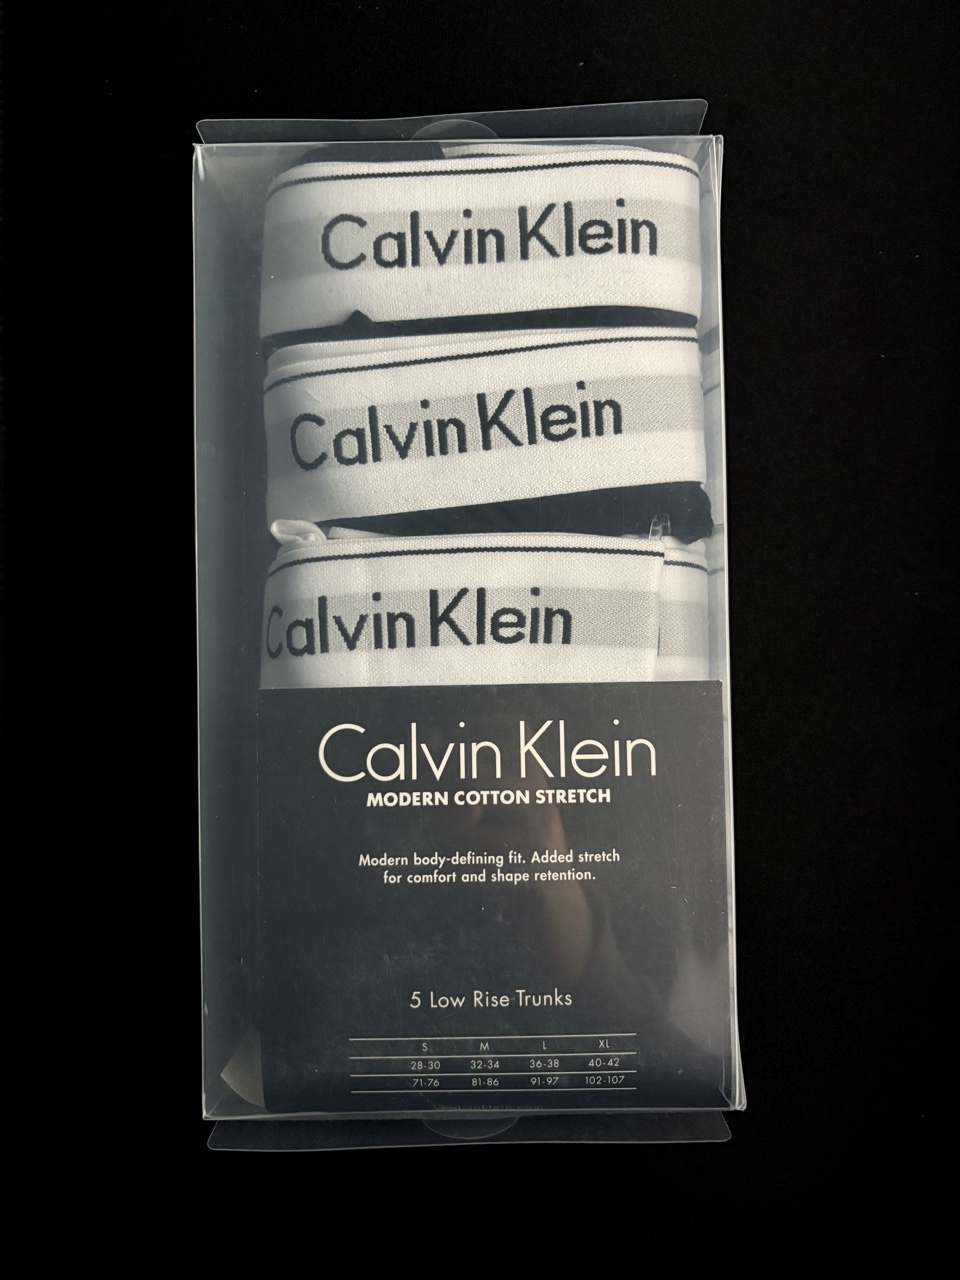 Calvin Klein
Calvin Klein
Calvin Klein
Calvin Klein
MODERN COTTON STRETCH
Modern body-defining fit. Added stretch
for comfort and shape retention.
5 Low Rise Trunks
S M L XL
28-30 32-34 36-38 40-42
71-76 81-86 91-97 102-107